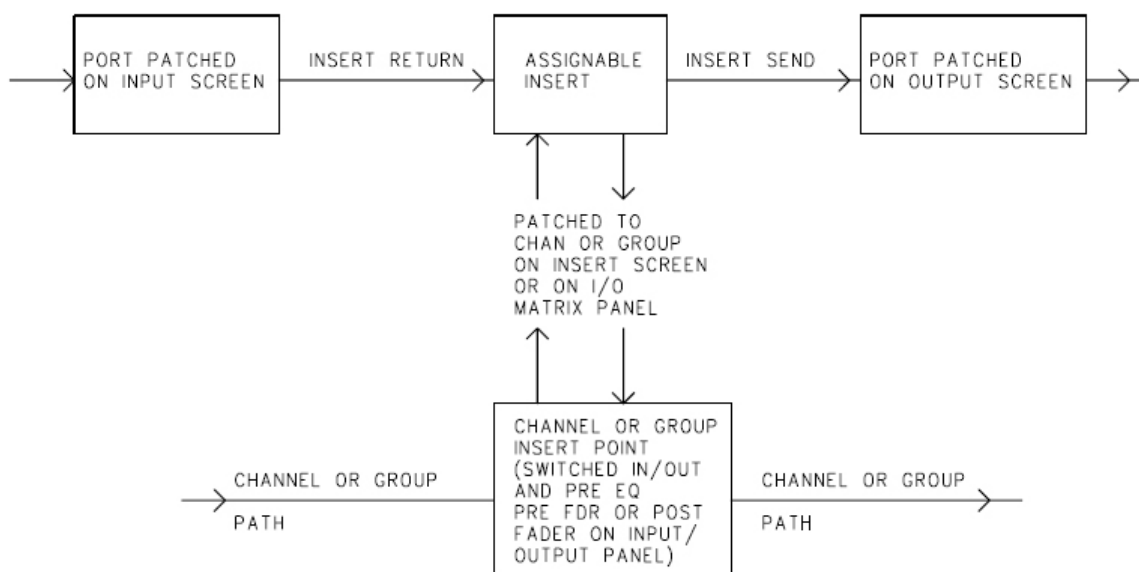 PORT PATCHED
ON INPUT SCREEN
INSERT RETURN
ASSIGNABLE
INSERT
INSERT SEND
PORT PATCHED
ON OUTPUT SCREEN
PATCHED TO
CHAN OR GROUP
ON INSERT SCREEN
OR ON I/O
MATRIX PANEL
CHANNEL OR GROUP
PATH
CHANNEL OR GROUP
INSERT POINT
(SWITCHED IN/OUT
AND PRE EQ
PRE FDR OR POST
FADER ON INPUT/
OUTPUT PANEL)
CHANNEL OR GROUP
PATH